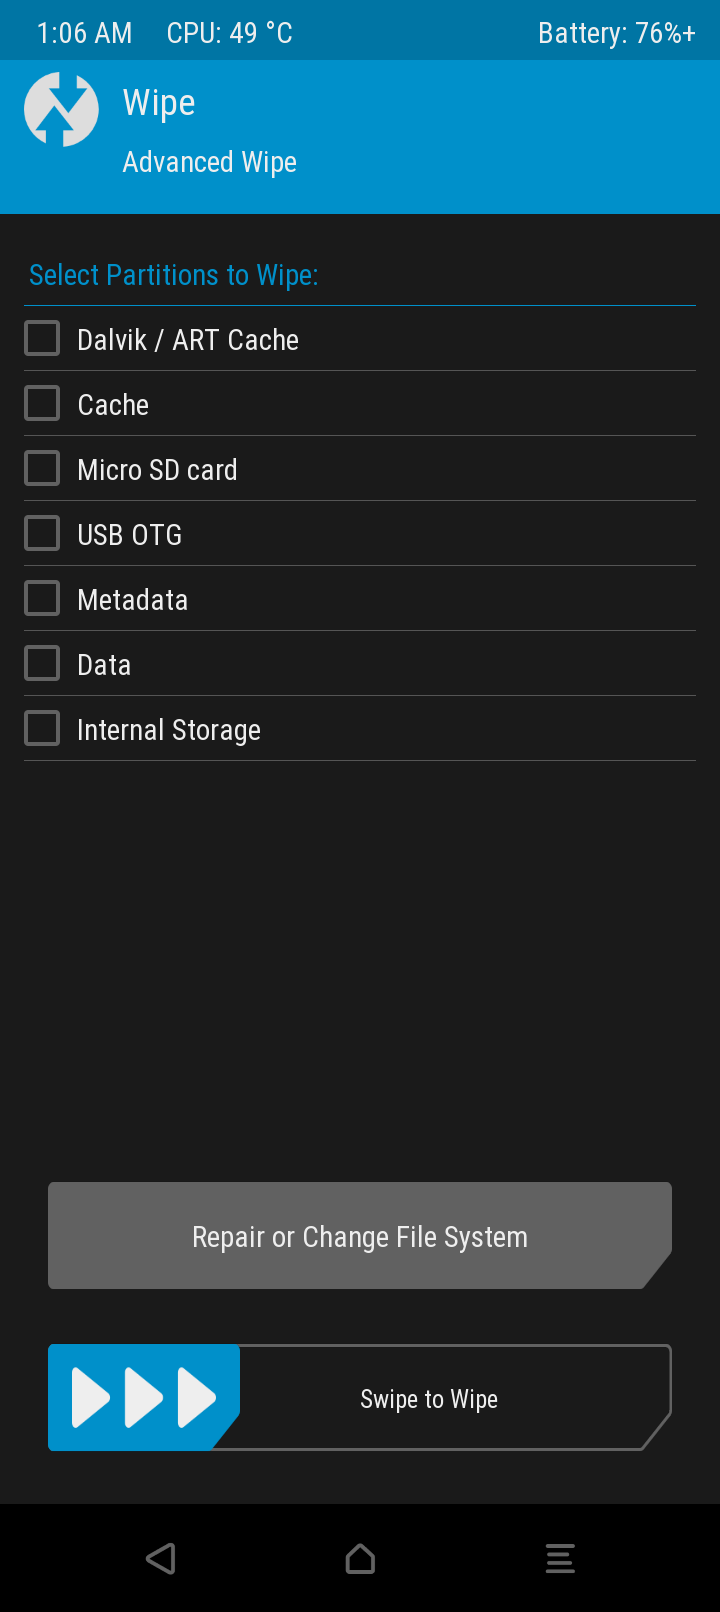 1:06 AM CPU: 49 °C Battery: 76%+
Wipe
Advanced Wipe
Select Partitions to Wipe:
Dalvik / ART Cache
Cache
Micro SD card
USB OTG
Metadata
Data
Internal Storage
Repair or Change File System
Swipe to Wipe